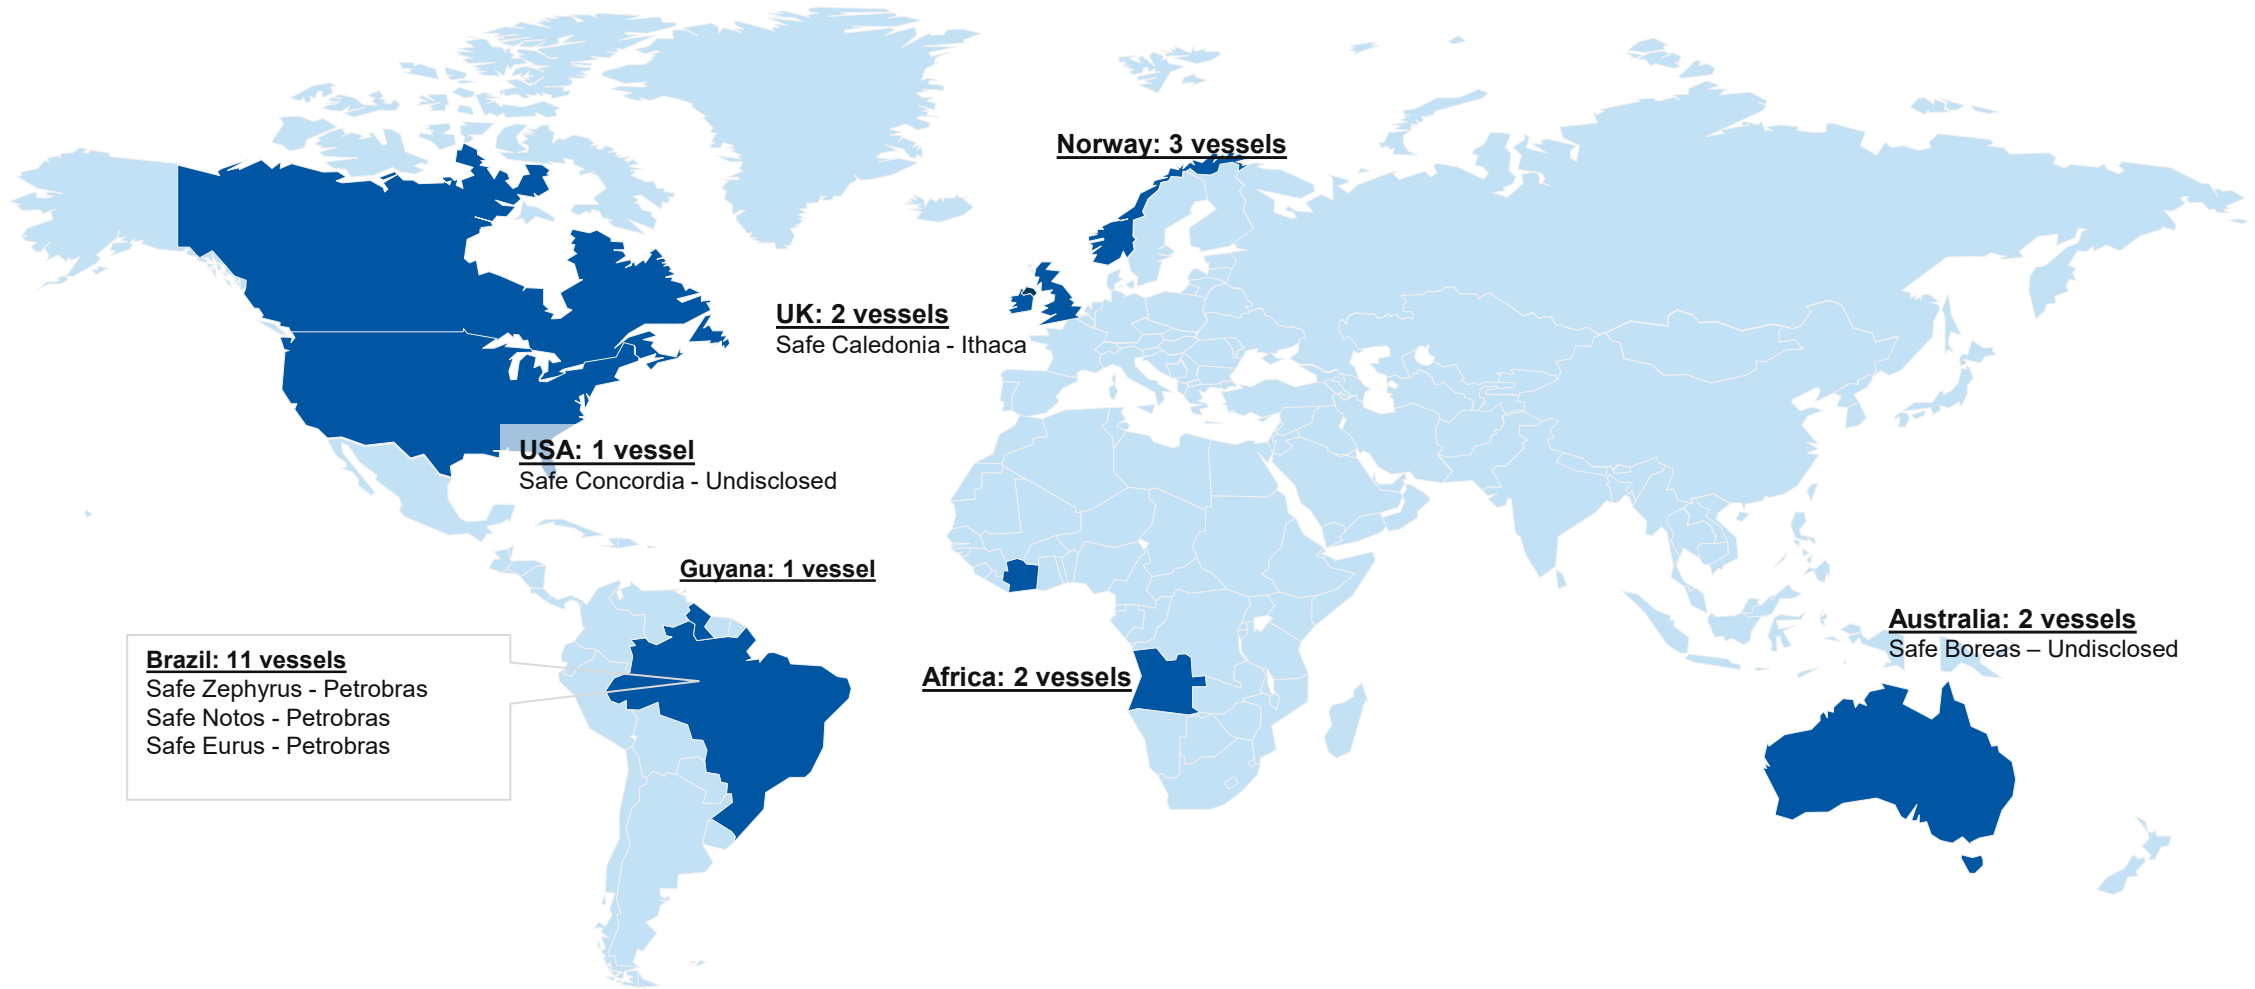 Norway: 3 vessels
UK: 2 vessels
Safe Caledonia - Ithaca
USA: 1 vessel
Safe Concordia - Undisclosed
Guyana: 1 vessel
Brazil: 11 vessels
Safe Zephyrus - Petrobras
Safe Notos - Petrobras
Safe Eurus - Petrobras
Africa: 2 vessels
Australia: 2 vessels
Safe Boreas – Undisclosed